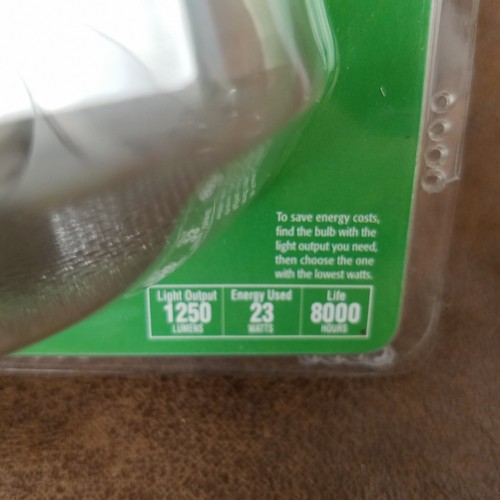 To save energy costs,
find the bulb with the
light output you need,
then choose the one
with the lowest watts.
Light Output Energy Used Life
1250 23 8000
LUMENS WATTS HOURS